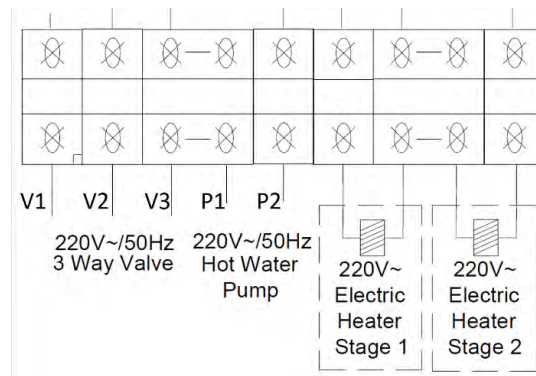 V1 V2 V3 P1 P2
220V~/50Hz
3 Way Valve
220V~/50Hz
Hot Water
Pump
220V~
Electric
Heater
Stage 1
220V~
Electric
Heater
Stage 2